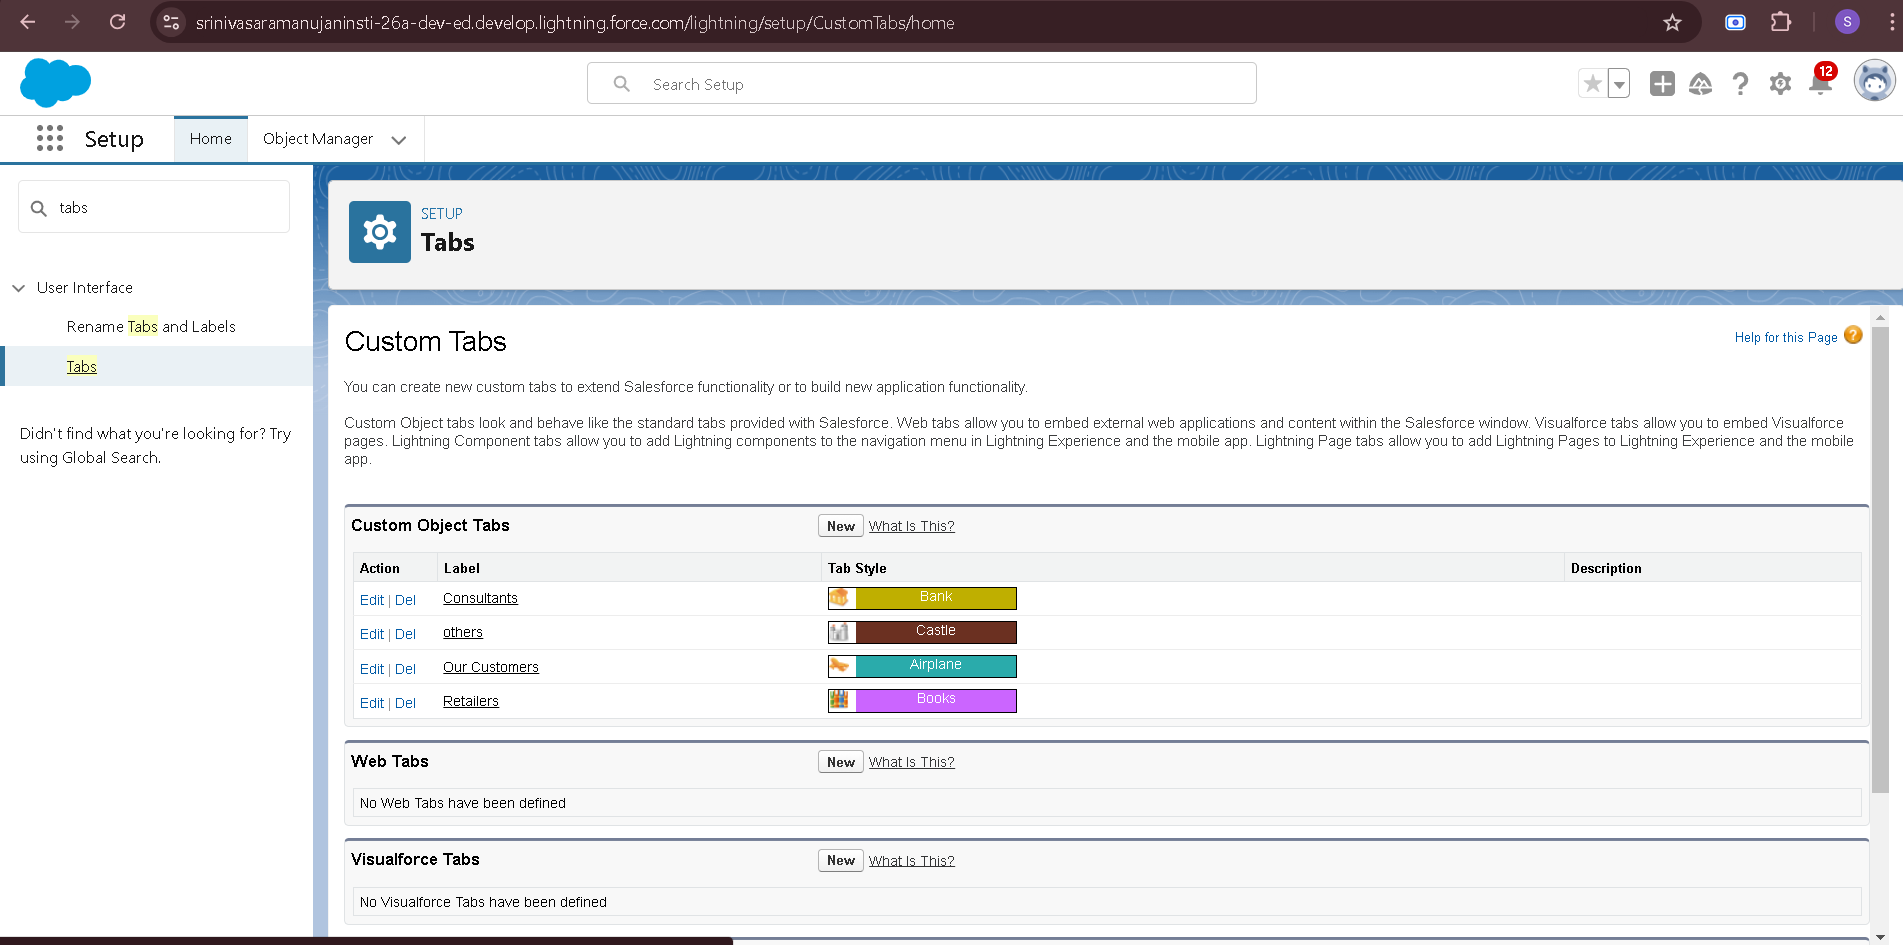 srinivasaramanujaninsti-26a-dev-ed.develop.lightning.force.com/lightning/setup/CustomTabs/home
S
Search Setup
12
Setup
Home
Object Manager
tabs
User Interface
Rename Tabs and Labels
Tabs
Didn't find what you're looking for? Try
using Global Search.
SETUP
Tabs
Custom Tabs
Help for this Page
You can create new custom tabs to extend Salesforce functionality or to build new application functionality.
Custom Object tabs look and behave like the standard tabs provided with Salesforce. Web tabs allow you to embed external web applications and content within the Salesforce window. Visualforce tabs allow you to embed Visualforce
pages. Lightning Component tabs allow you to add Lightning components to the navigation menu in Lightning Experience and the mobile app. Lightning Page tabs allow you to add Lightning Pages to Lightning Experience and the mobile
app.
Custom Object Tabs New What Is This?
Action Label Tab Style Description
Edit | Del Consultants Bank
Edit | Del others Castle
Edit | Del Our Customers Airplane
Edit | Del Retailers Books
Web Tabs New What Is This?
No Web Tabs have been defined
Visualforce Tabs New What Is This?
No Visualforce Tabs have been defined